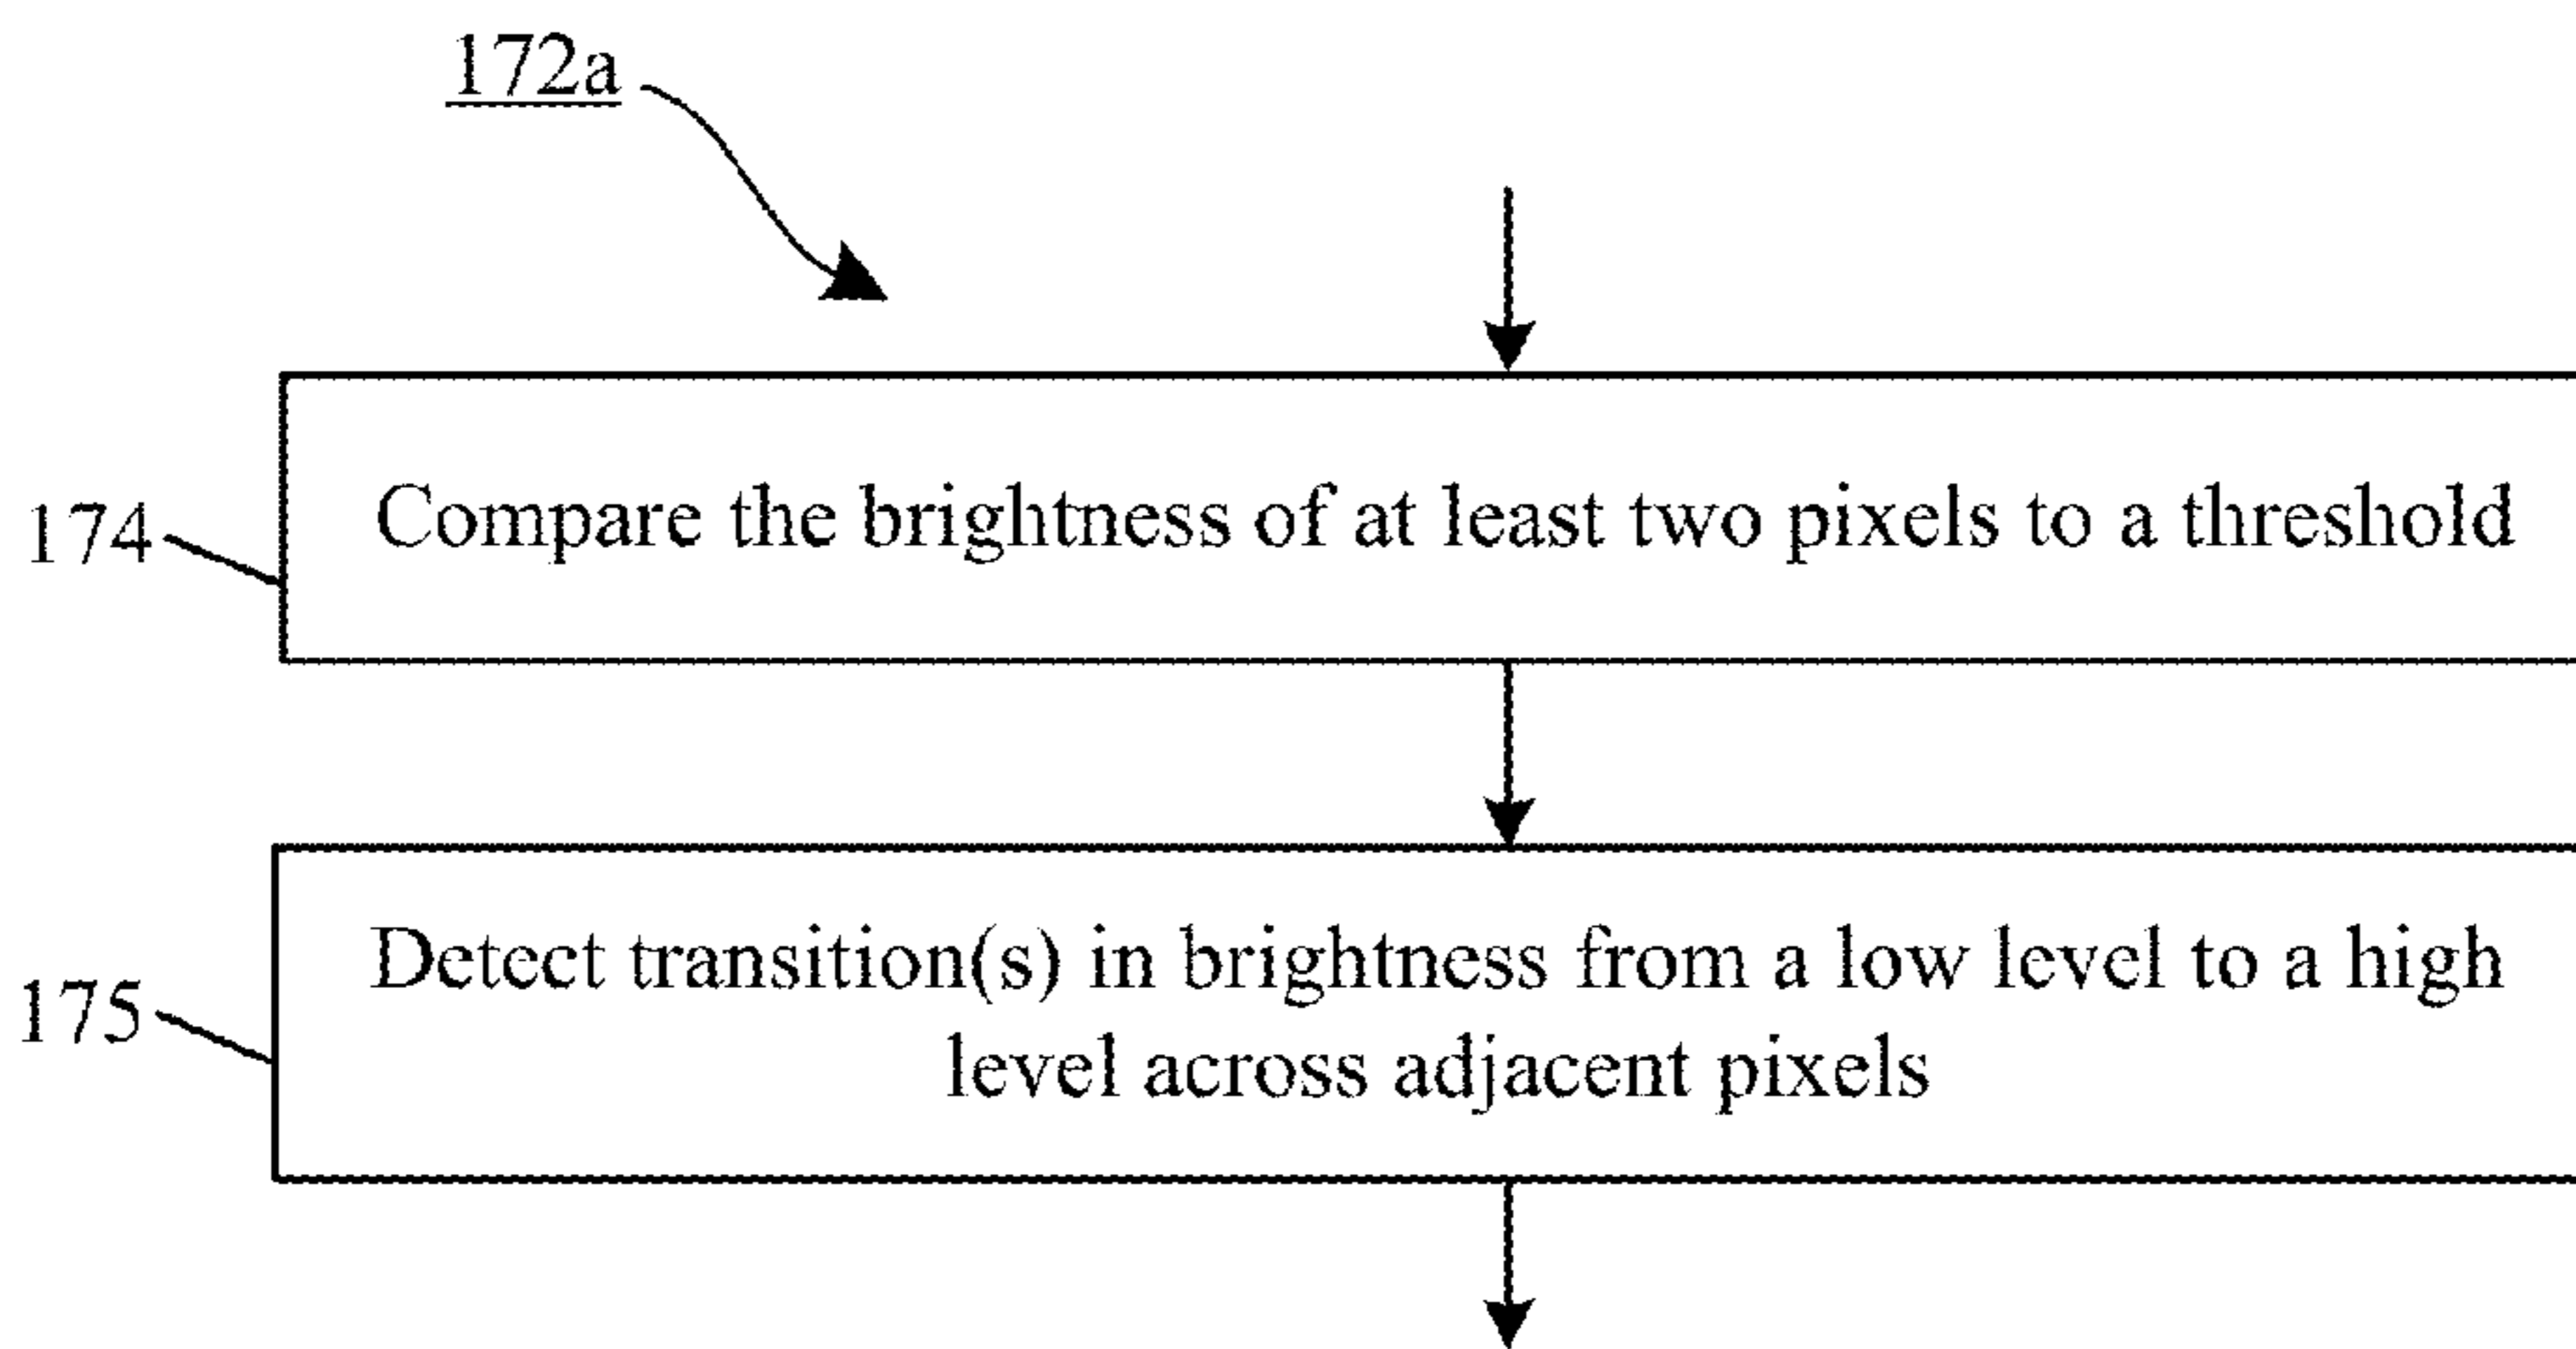 172a
174
Compare the brightness of at least two pixels to a threshold
175
Detect transition(s) in brightness from a low level to a high
level across adjacent pixels